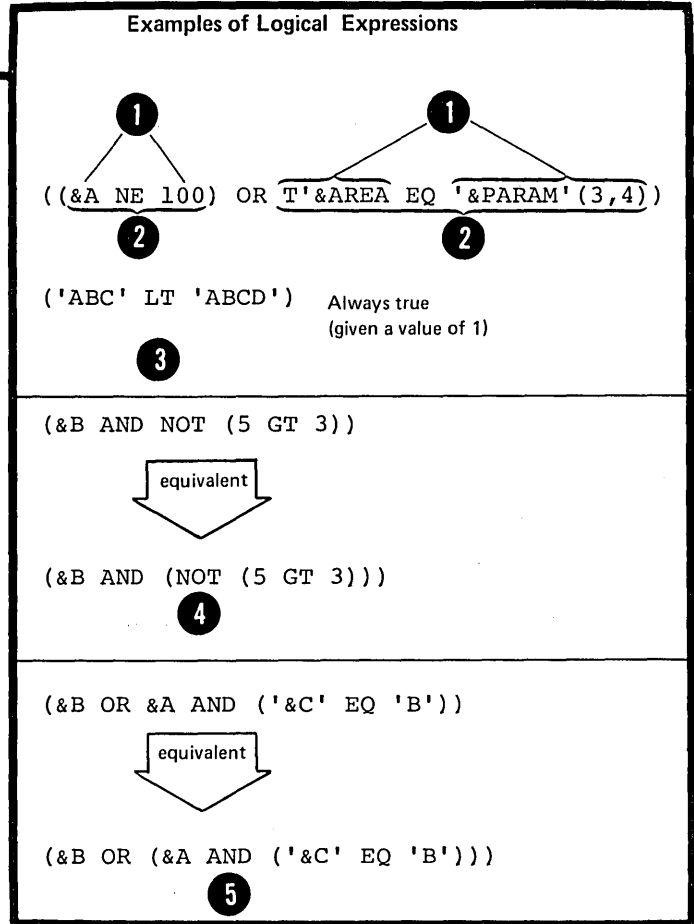 Examples of Logical Expressions
1 1
((&A NE 100) OR T'&AREA EQ '&PARAM'(3,4))
2 2
('ABC' LT 'ABCD') Always true
(given a value of 1)
3
(&B AND NOT (5 GT 3))
equivalent
(&B AND (NOT (5 GT 3)))
4
(&B OR &A AND ('&C' EQ 'B'))
equivalent
(&B OR (&A AND ('&C' EQ 'B')))
5